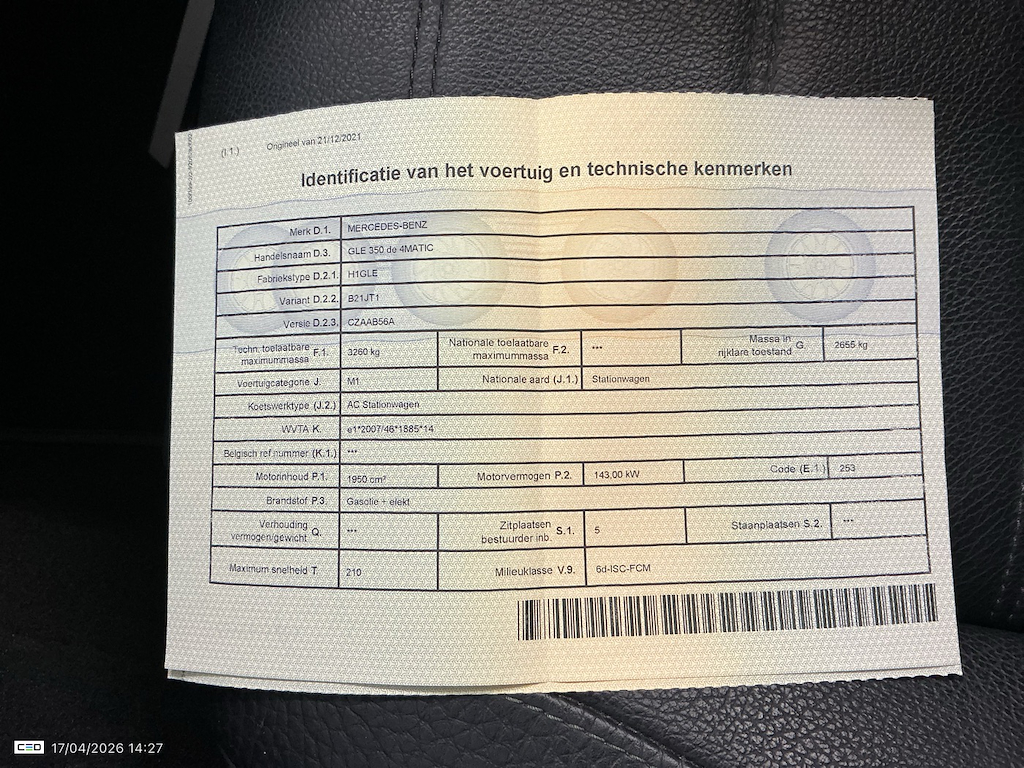 (I.1.) Origineel van 21/12/2021
Identificatie van het voertuig en technische kenmerken
Merk D.1. MERCEDES-BENZ
Handelsnaam D.3. GLE 350 de 4MATIC
Fabriekstype D.2.1. H1GLE
Variant D.2.2. B21JT1
Versie D.2.3. CZAAB56A
Techn. toelaatbare maximummassa F.1. 3260 kg Nationale toelaatbare maximummassa F.2. *** Massa in rijklare toestand G. 2655 kg
Voertuigcategorie J. M1 Nationale aard (J.1.) Stationwagen
Koetswerktype (J.2.) AC Stationwagen
WVTA K. e1*2007/46*1885*14
Belgisch ref nummer (K.1.) ***
Motorinhoud P.1. 1950 cm³ Motorvermogen P.2. 143,00 kW Code (E.1.) 253
Brandstof P.3. Gasolie + elekt
Verhouding vermogen/gewicht Q. *** Zitplaatsen bestuurder inb. S.1. 5 Staanplaatsen S.2. ***
Maximum snelheid T. 210 Milieuklasse V.9. 6d-ISC-FCM
CEO 17/04/2026 14:27